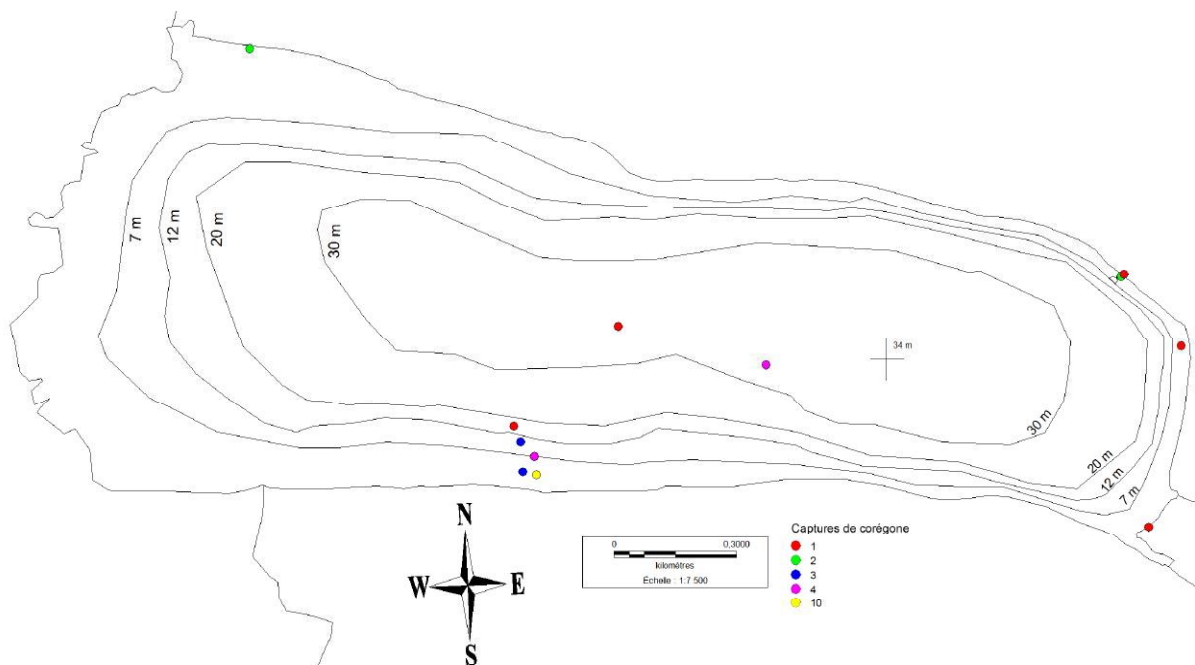 7 m
12 m
20 m
30 m
34 m
30 m
20 m
12 m
7 m
N
W E
S
0 0,3000
kilomètres
Échelle : 1:7 500
Captures de corégone
1
2
3
4
10